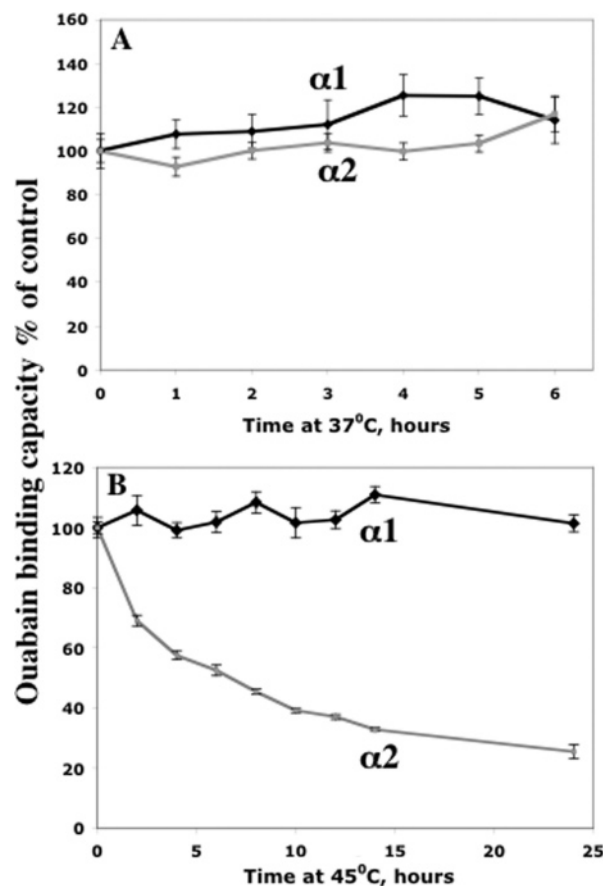 Ouabain binding capacity % of control
A
160
140
120
100
80
60
40
20
0
α1
α2
0 1 2 3 4 5 6
Time at 37⁰C, hours
B
120
100
80
60
40
20
0
α1
α2
0 5 10 15 20 25
Time at 45⁰C, hours